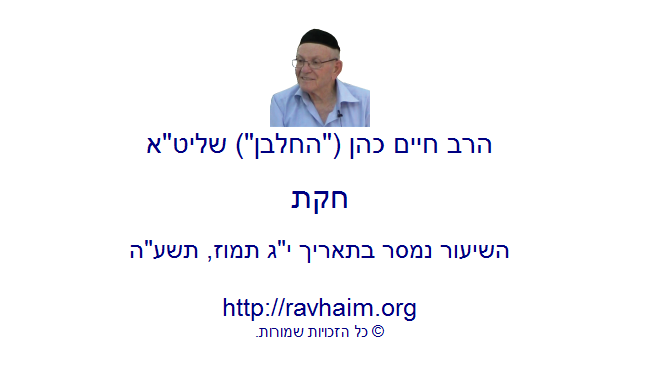 הרב חיים כהן ("החלבן") שליט"א
חקת
השיעור נמסר בתאריך י"ג תמוז, תשע"ה
http://ravhaim.org
© כל הזכויות שמורות.